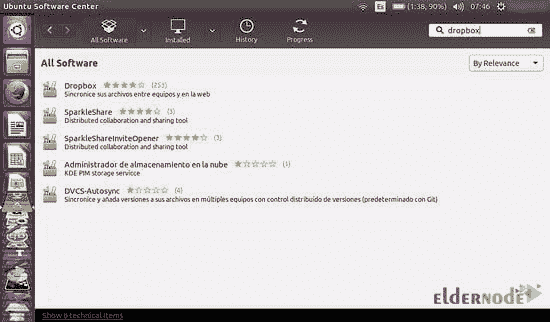 Ubuntu Software Center
Es
(1:38, 90%)
07:46
All Software
Installed
History
Progress
dropbox
All Software
By Relevance
Dropbox
(253)
Sincronice sus archivos entre equipos y en la web
SparkleShare
(3)
Distributed collaboration and sharing tool
SparkleShareInviteOpener
Distributed collaboration and sharing tool
Administrador de almacenamiento en la nube
(1)
KDE PIM storage servicce
DVCS-Autosync
(4)
Sincronice y añada versiones a sus archivos en múltiples equipos con control distribuido de versiones (predeterminado con Git)
ELDERNODE
Show 8 technical items